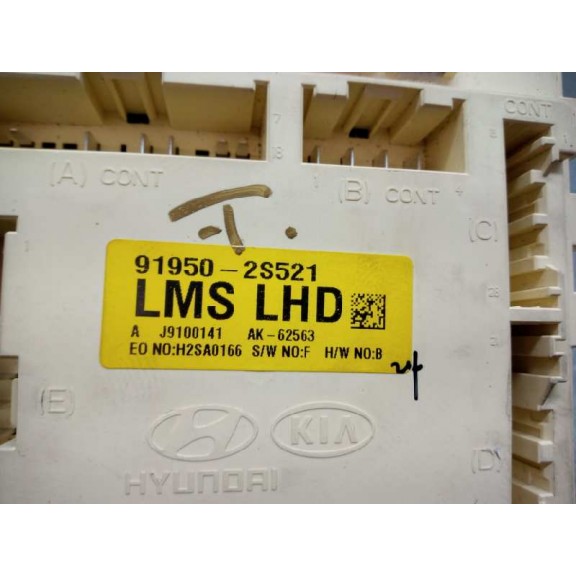 CONT
(A) CONT
(B) CONT
(C)
T.
91950-2S521
LMS LHD
A J9100141 AK-62563
EO NO:H2SA0166 S/W NO:F H/W NO:B
(E)
KIA
HYUNDAI
(D)